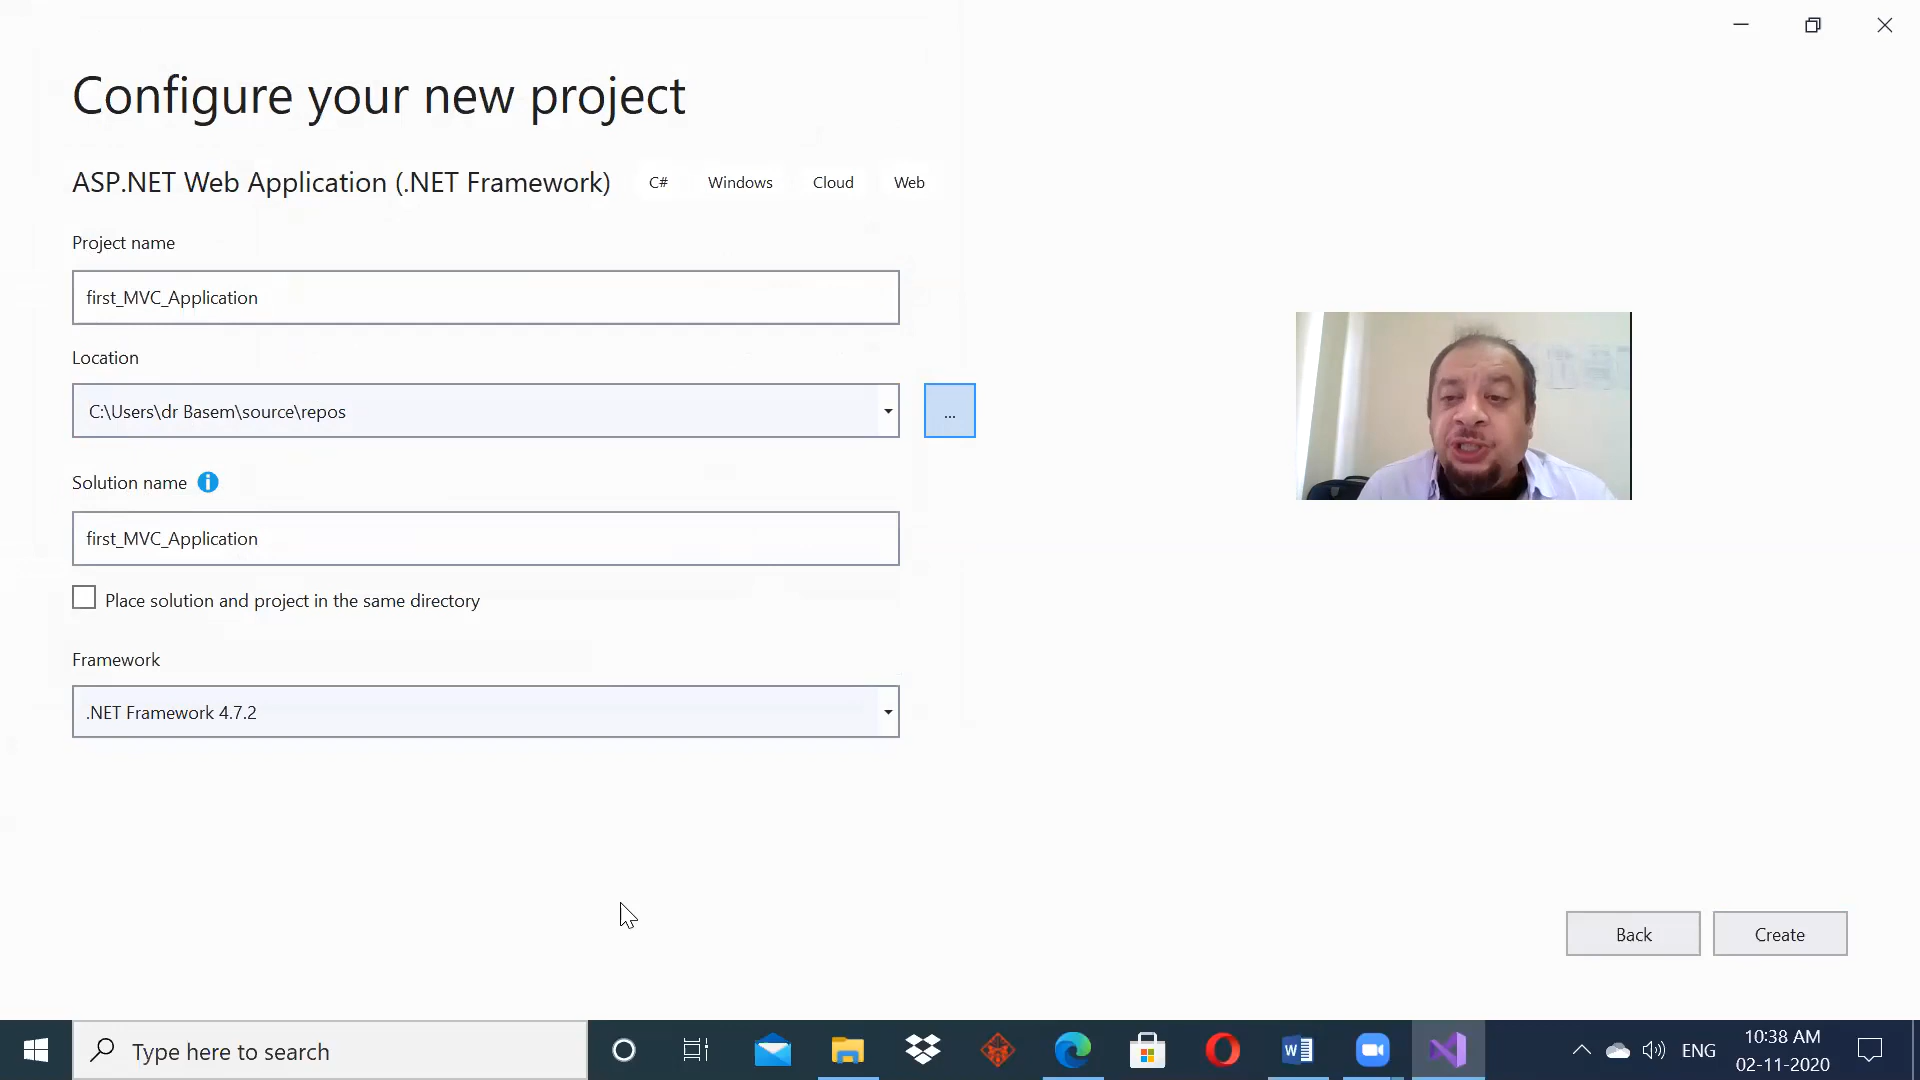 Configure your new project
ASP.NET Web Application (.NET Framework) C# Windows Cloud Web
Project name
first_MVC_Application
Location
C:\Users\dr Basem\source\repos
...
Solution name
first_MVC_Application
Place solution and project in the same directory
Framework
.NET Framework 4.7.2
Back Create
Type here to search
ENG
10:38 AM
02-11-2020